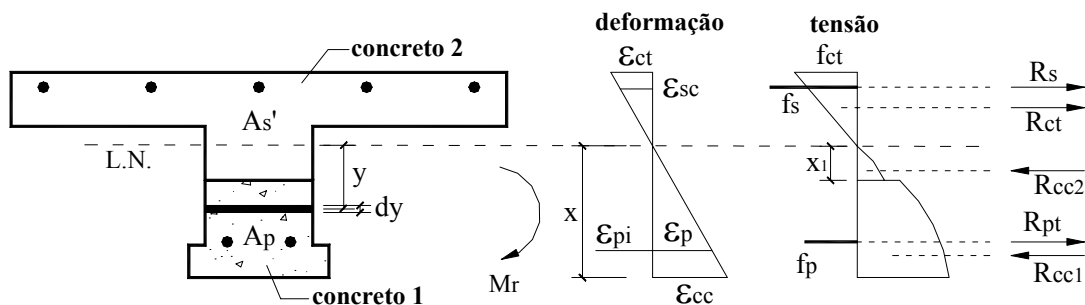 deformação
tensão
concreto 2
εct
fct
εsc
Rs
fs
Rct
As'
L.N.
y
x1
Rcc2
dy
x
Ap
εpi
εp
Rpt
fp
Rcc1
Mr
εcc
concreto 1